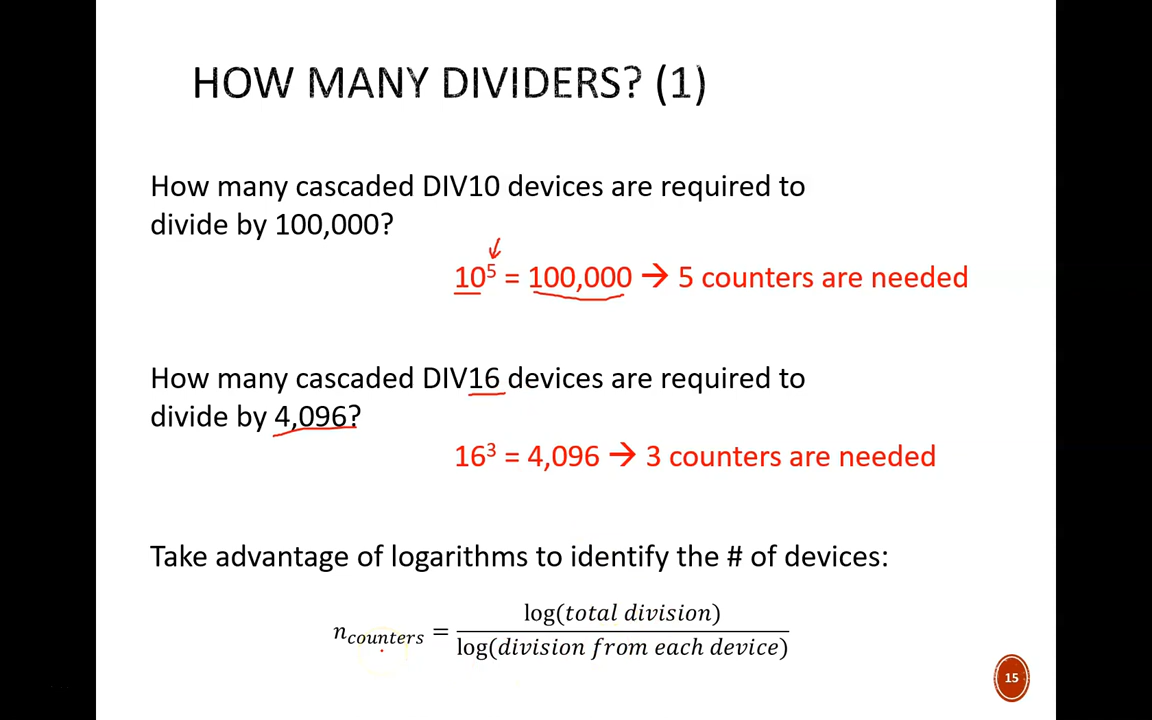 HOW MANY DIVIDERS? (1)
How many cascaded DIV10 devices are required to
divide by 100,000?
10⁵ = 100,000 → 5 counters are needed
How many cascaded DIV16 devices are required to
divide by 4,096?
16³ = 4,096 → 3 counters are needed
Take advantage of logarithms to identify the # of devices:
n_counters = log(total division) / log(division from each device)
15